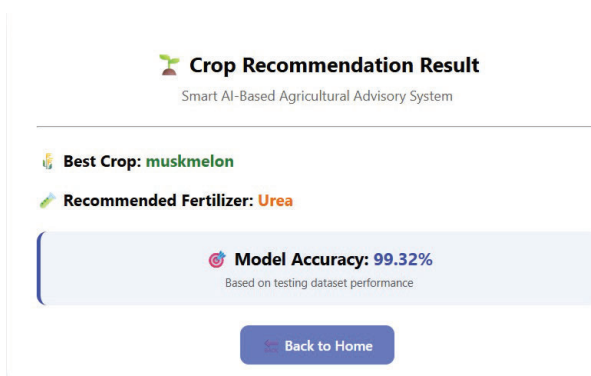 Crop Recommendation Result
Smart AI-Based Agricultural Advisory System
Best Crop: muskmelon
Recommended Fertilizer: Urea
Model Accuracy: 99.32%
Based on testing dataset performance
Back to Home